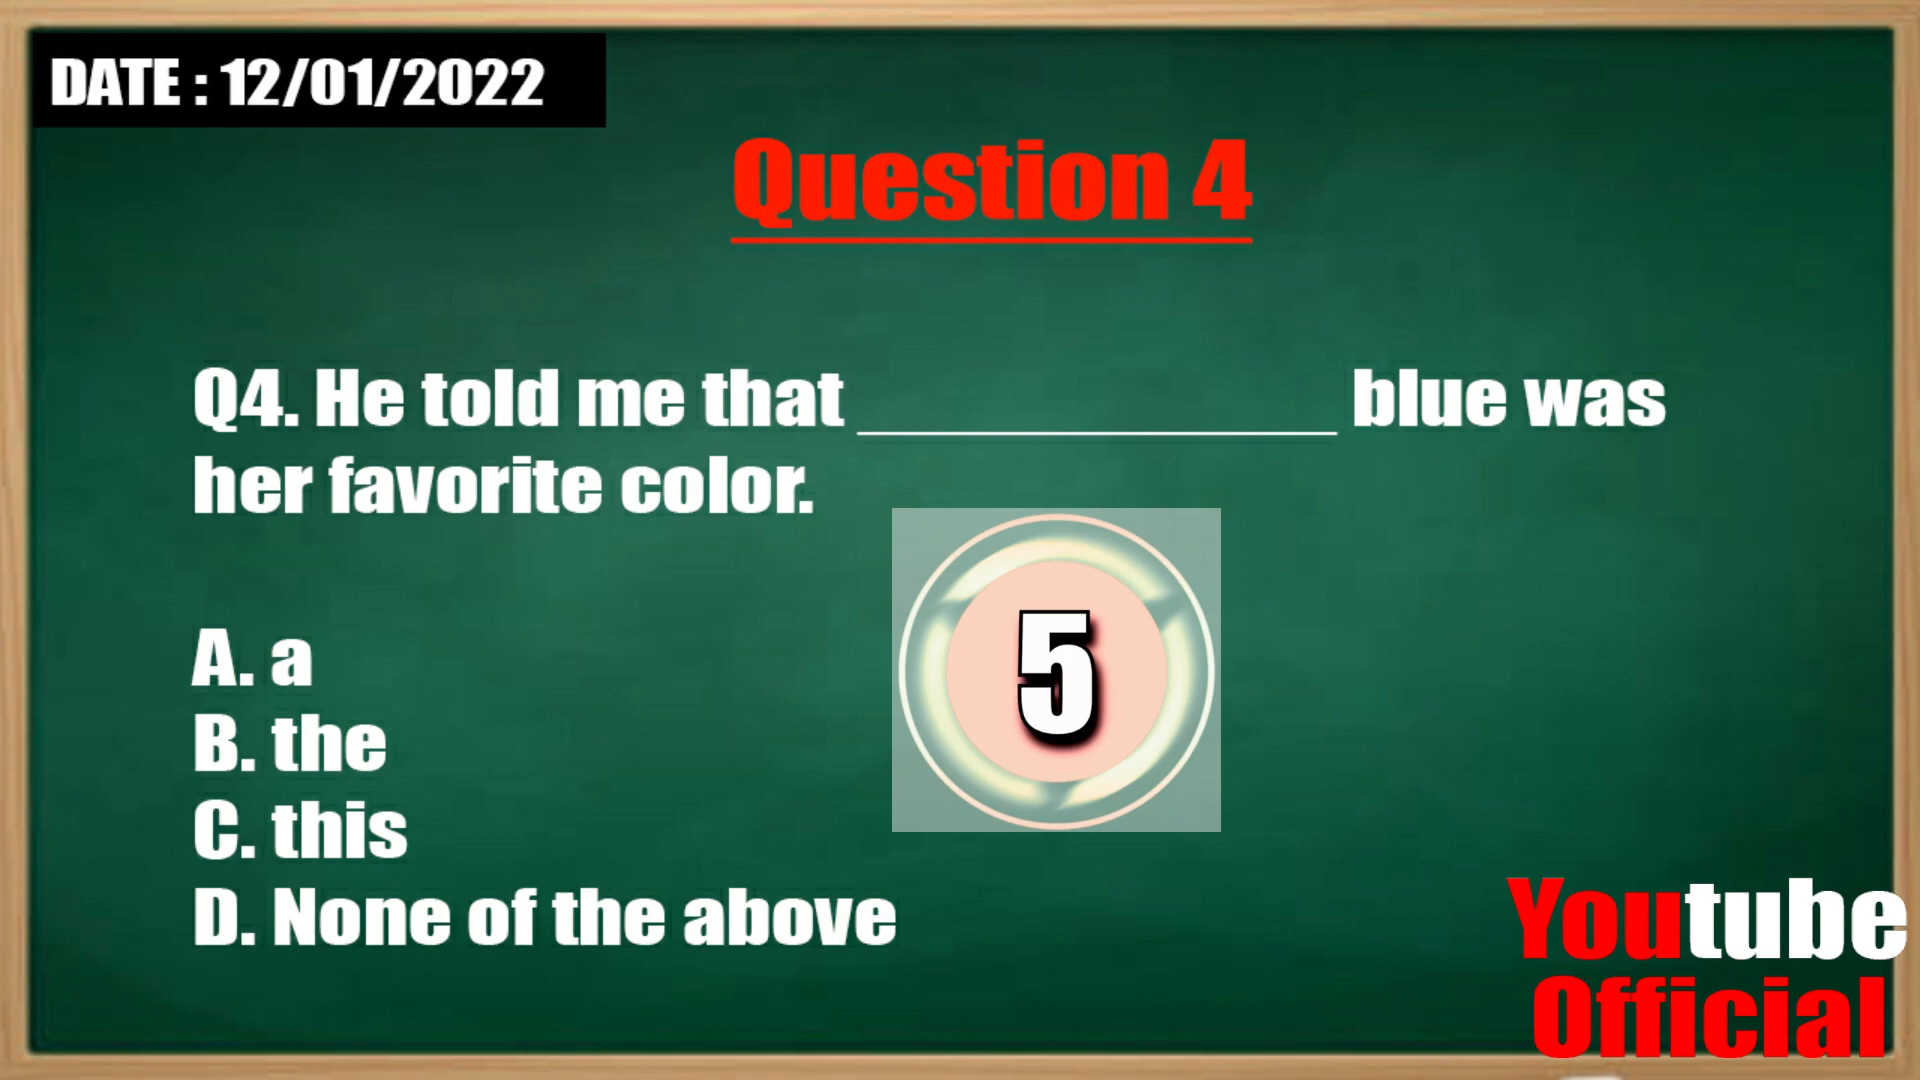 DATE : 12/01/2022
Question 4
Q4. He told me that ______________ blue was
her favorite color.
5
A. a
B. the
C. this
D. None of the above
Youtube
Official